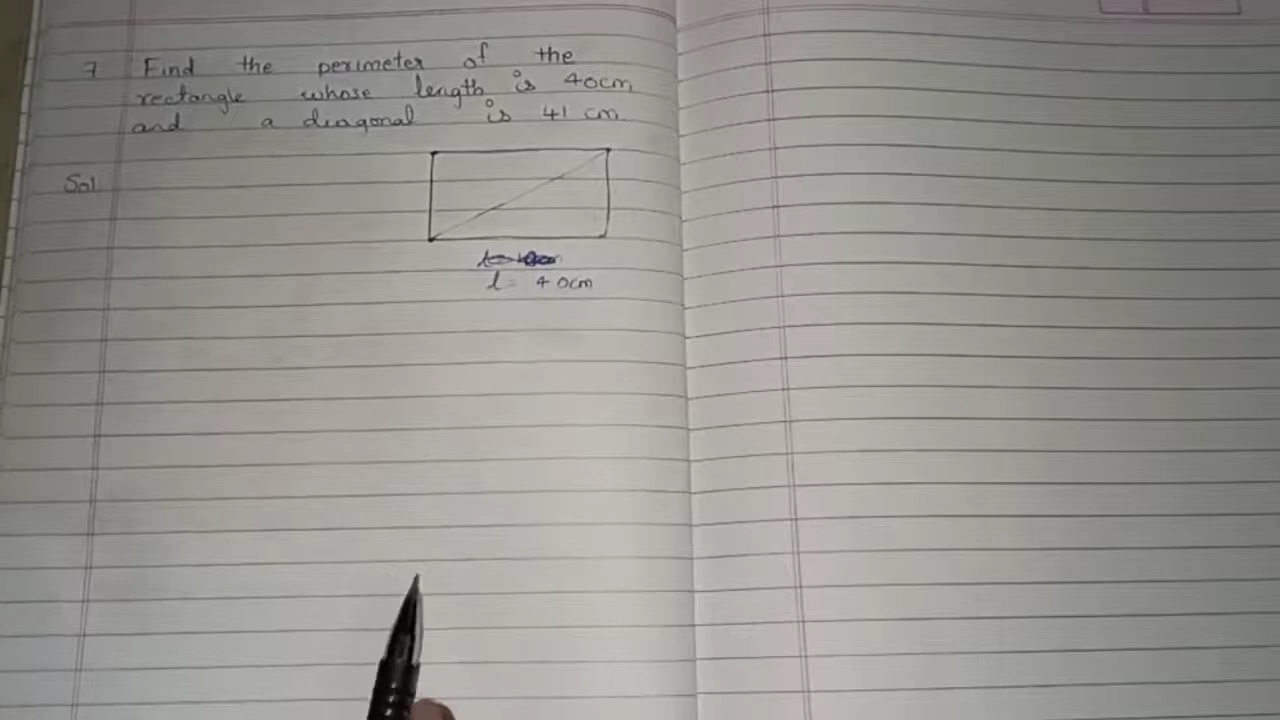 7 Find the perimeter of the
rectangle whose length is 40cm
and a diagonal is 41 cm
Sol
l = 40cm